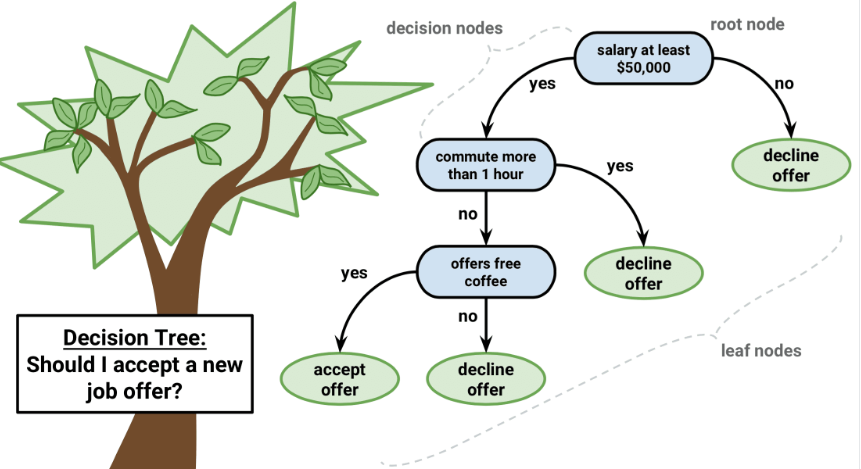 decision nodes
root node
salary at least
$50,000
yes
no
commute more
than 1 hour
yes
decline
offer
no
offers free
coffee
decline
offer
yes
no
Decision Tree:
Should I accept a new
job offer?
accept
offer
decline
offer
leaf nodes